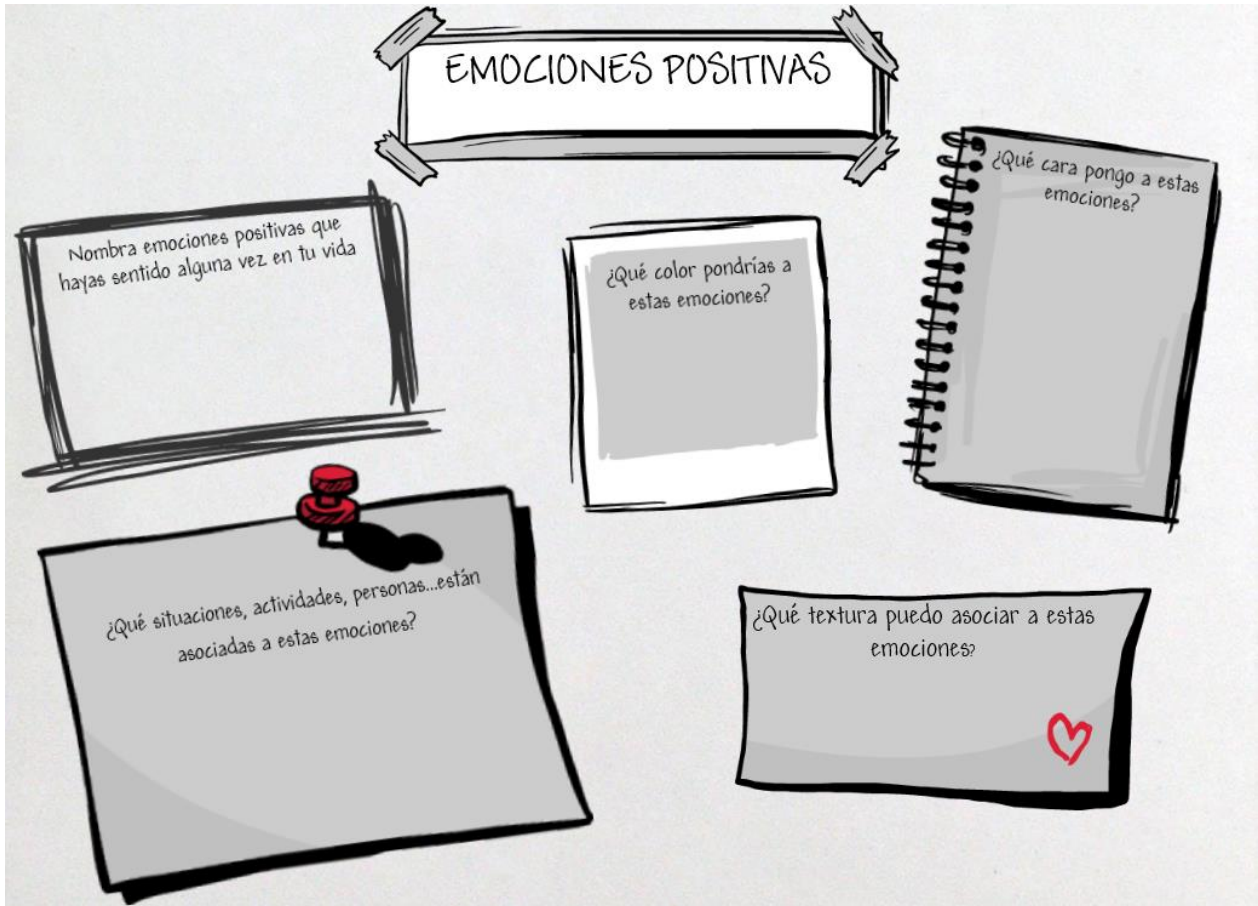 EMOCIONES POSITIVAS
Nombra emociones positivas que
hayas sentido alguna vez en tu vida
¿Qué color pondrías a
estas emociones?
¿Qué cara pongo a estas
emociones?
¿Qué situaciones, actividades, personas...están
asociadas a estas emociones?
¿Qué textura puedo asociar a estas
emociones?